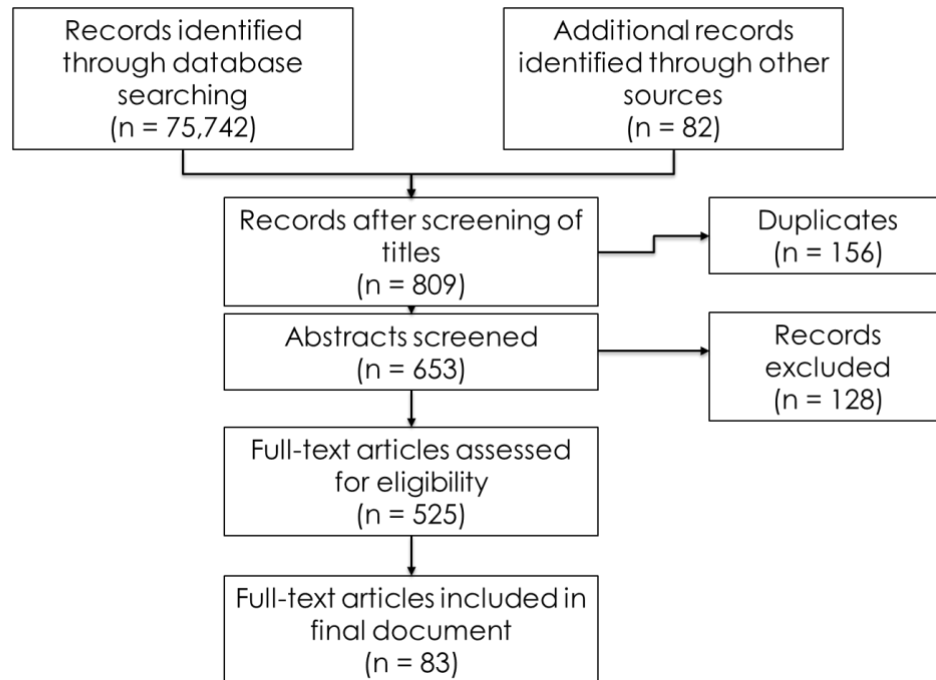 Records identified
through database
searching
(n = 75,742)
Additional records
identified through other
sources
(n = 82)
Records after screening of
titles
(n = 809)
Duplicates
(n = 156)
Abstracts screened
(n = 653)
Records
excluded
(n = 128)
Full-text articles assessed
for eligibility
(n = 525)
Full-text articles included in
final document
(n = 83)